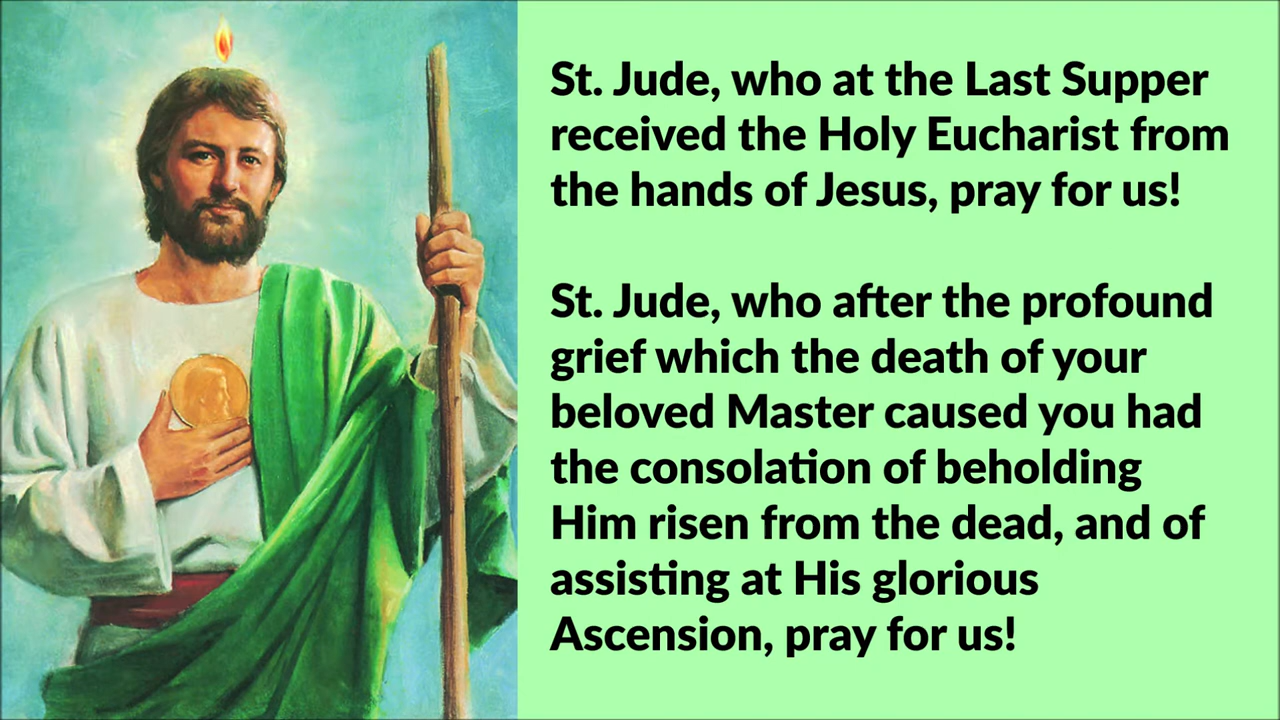 St. Jude, who at the Last Supper
received the Holy Eucharist from
the hands of Jesus, pray for us!
St. Jude, who after the profound
grief which the death of your
beloved Master caused you had
the consolation of beholding
Him risen from the dead, and of
assisting at His glorious
Ascension, pray for us!